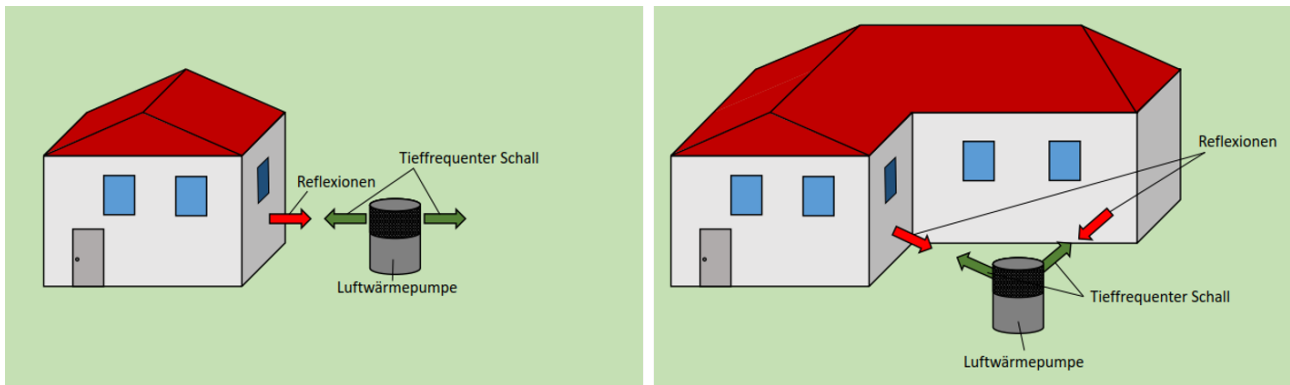 Tieffrequenter Schall
Reflexionen
Luftwärmepumpe
Reflexionen
Tieffrequenter Schall
Luftwärmepumpe